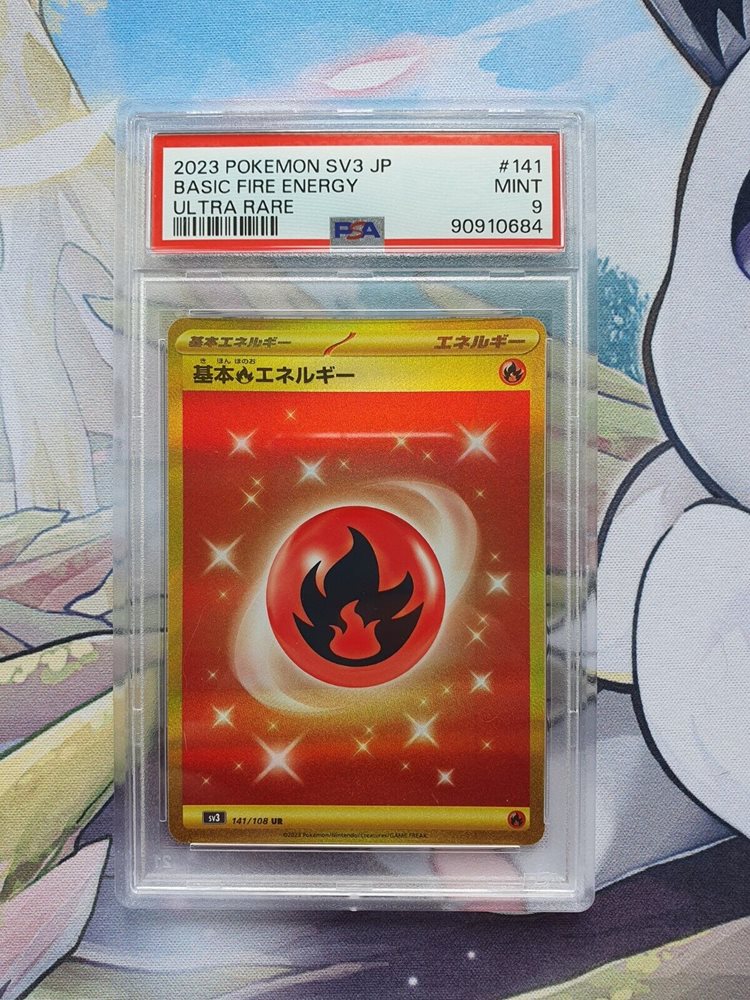 2023 POKEMON SV3 JP #141
BASIC FIRE ENERGY MINT
ULTRA RARE 9
PSA 90910684
基本エネルギー エネルギー
きほん ほのお
基本エネルギー
sv3 141/108 UR
©2023 Pokémon/Nintendo/Creatures/GAME FREAK.